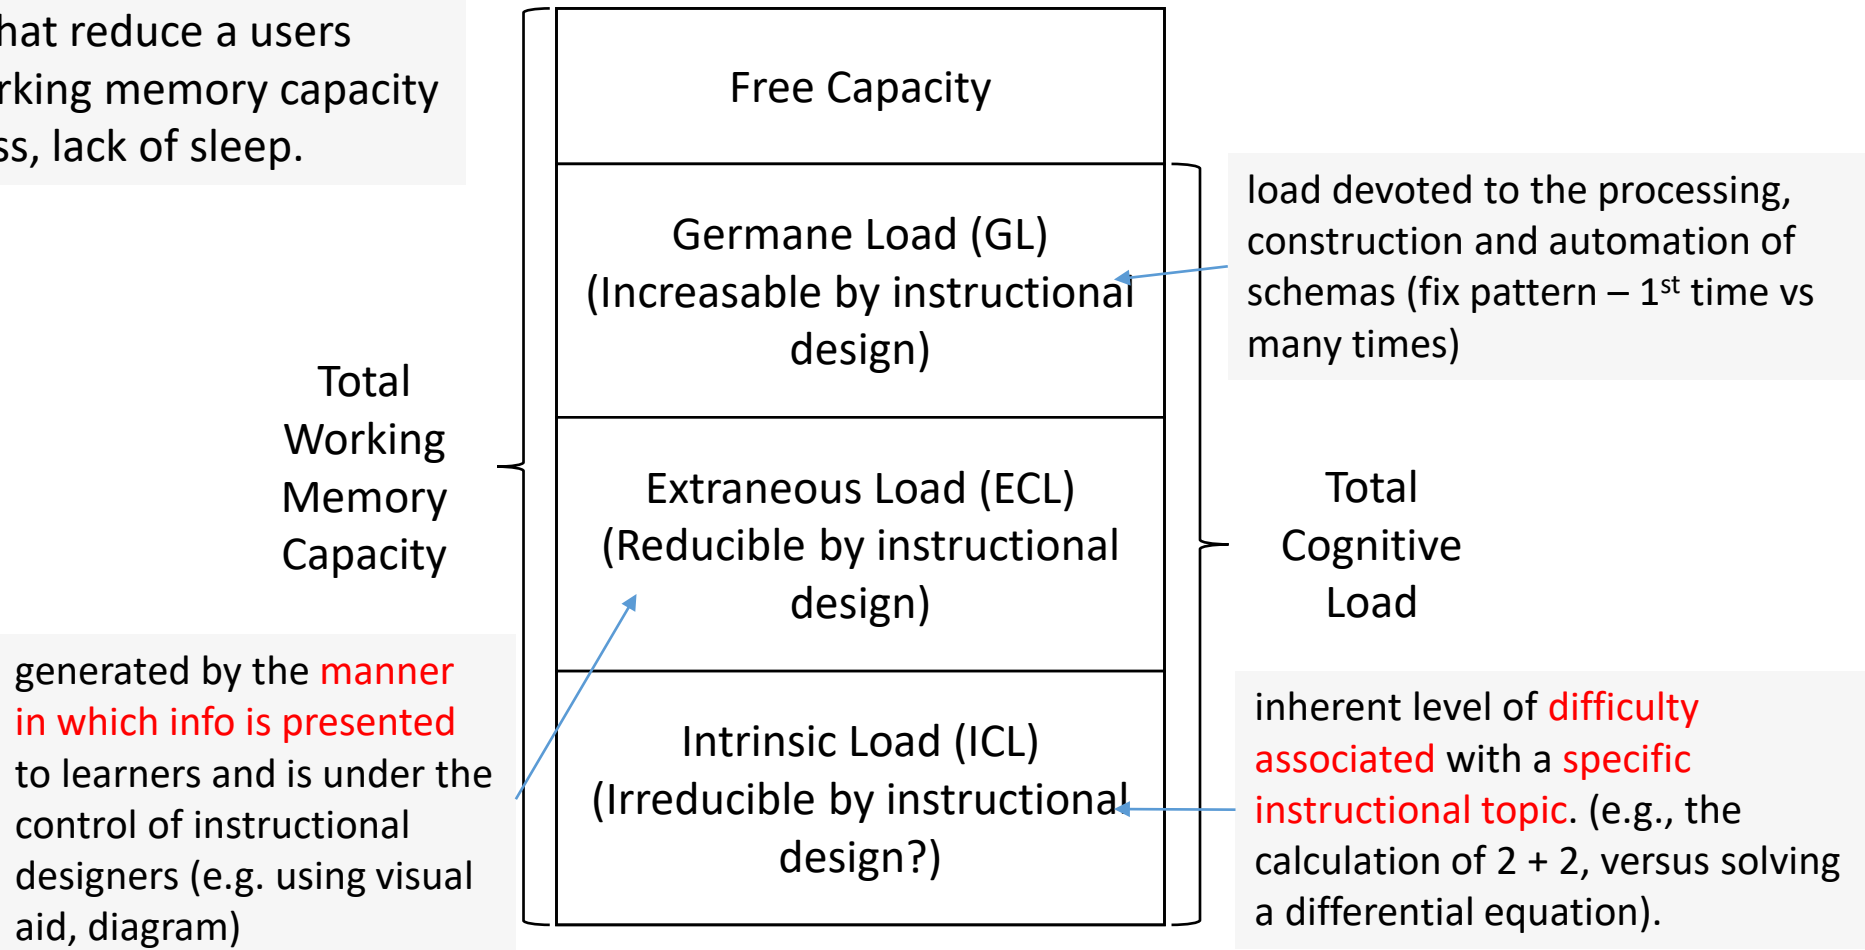 that reduce a users
memory capacity
lack of sleep.
Free Capacity
Germane Load (GL)
(Increasable by instructional
design)
load devoted to the processing,
construction and automation of
schemas (fix pattern – 1st time vs
many times)
Total
Working
Memory
Capacity
Extraneous Load (ECL)
(Reducible by instructional
design)
Total
Cognitive
Load
generated by the manner
in which info is presented
to learners and is under the
control of instructional
designers (e.g. using visual
aid, diagram)
Intrinsic Load (ICL)
(Irreducible by instructional
design?)
inherent level of difficulty
associated with a specific
instructional topic. (e.g., the
calculation of 2 + 2, versus solving
a differential equation).